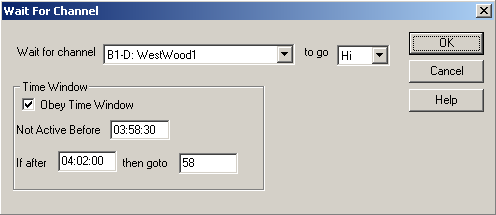 Wait For Channel
Wait for channel B1-D: WestWood1 to go Hi OK
Cancel
Time Window
Obey Time Window Help
Not Active Before 03:58:30
If after 04:02:00 then goto 58